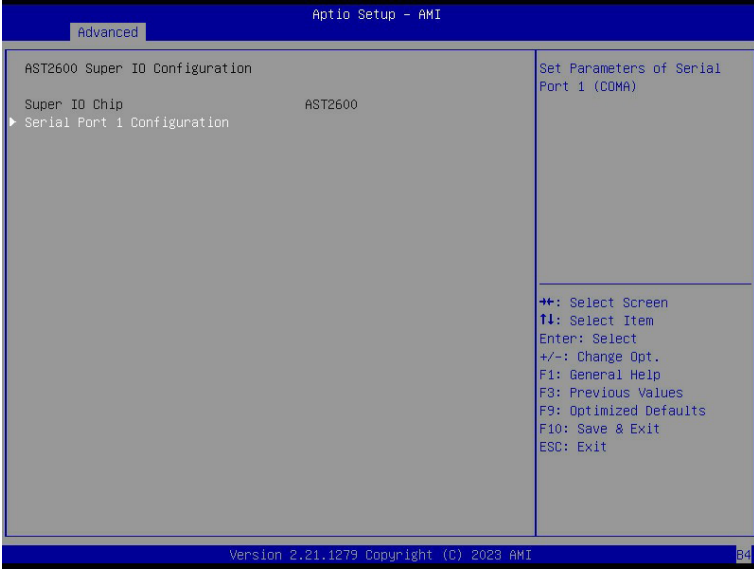 Aptio Setup – AMI
Advanced
AST2600 Super IO Configuration
Super IO Chip AST2600
▶ Serial Port 1 Configuration
Set Parameters of Serial
Port 1 (COMA)
→←: Select Screen
↑↓: Select Item
Enter: Select
+/-: Change Opt.
F1: General Help
F3: Previous Values
F9: Optimized Defaults
F10: Save & Exit
ESC: Exit
Version 2.21.1279 Copyright (C) 2023 AMI
B4